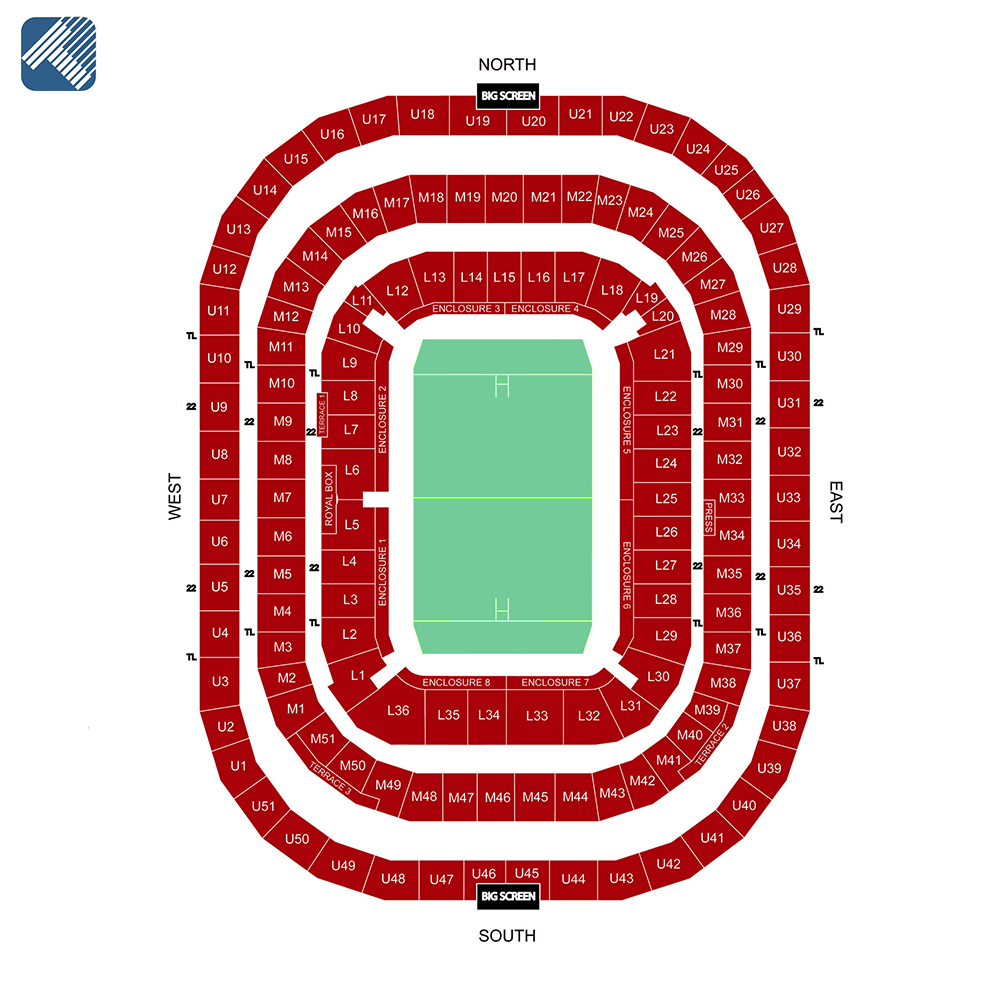 NORTH
BIG SCREEN
U17 U18 U19 U20 U21 U22
U16 U23
U15 U24
U14 U25
U26
U13 U27
U12 U28
U11 U29
U10 U30
U9 U31
U8 U32
U7 U33
U6 U34
U5 U35
U4 U36
U3 U37
U2 U38
U1 U39
U51 U40
U50 U41
U49 U42
U48 U47 U46 U45 U44 U43
M17 M18 M19 M20 M21 M22 M23
M16 M24
M15 M25
M14 M26
M13 M27
M12 M28
M11 M29
M10 M30
M9 M31
M8 M32
M7 M33
M6 M34
M5 M35
M4 M36
M3 M37
M2 M38
M1 M39
M51 M40
M50 M41
M49 M42
M48 M47 M46 M45 M44 M43
L12 L13 L14 L15 L16 L17 L18
L11 L19
L10 L20
L9 L21
L8 L22
L7 L23
L6 L24
L25
L5 L26
L4 L27
L3 L28
L2 L29
L1 L30
L36 L35 L34 L33 L32 L31
ENCLOSURE 3 ENCLOSURE 4
ENCLOSURE 2
ENCLOSURE 5
ENCLOSURE 1
ENCLOSURE 6
ENCLOSURE 8 ENCLOSURE 7
TERRACE 1
ROYAL BOX
PRESS
TERRACE 2
TERRACE 3
TL TL
TL TL
TL TL
22 22
22 22
22 22
WEST
EAST
22 22
22 22
22 22
TL TL
TL TL
TL TL
BIG SCREEN
SOUTH